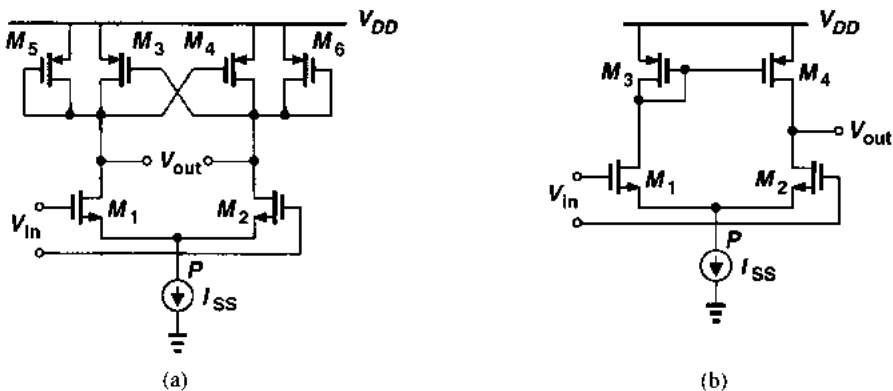 V_DD
M_5
M_3
M_4
M_6
V_out
V_in
M_1
M_2
P
I_SS
(a)
V_DD
M_3
M_4
V_out
V_in
M_1
M_2
P
I_SS
(b)